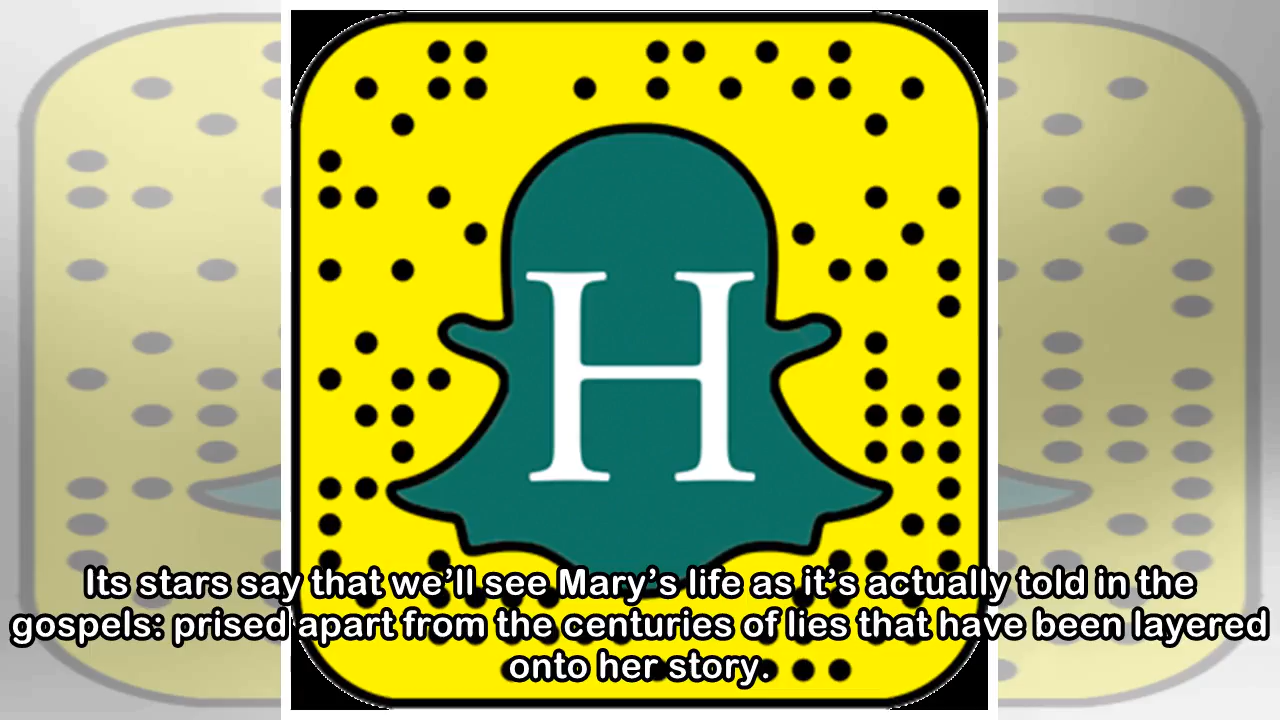 H
Its stars say that we’ll see Mary’s life as it’s actually told in the
gospels: prised apart from the centuries of lies that have been layered
onto her story.